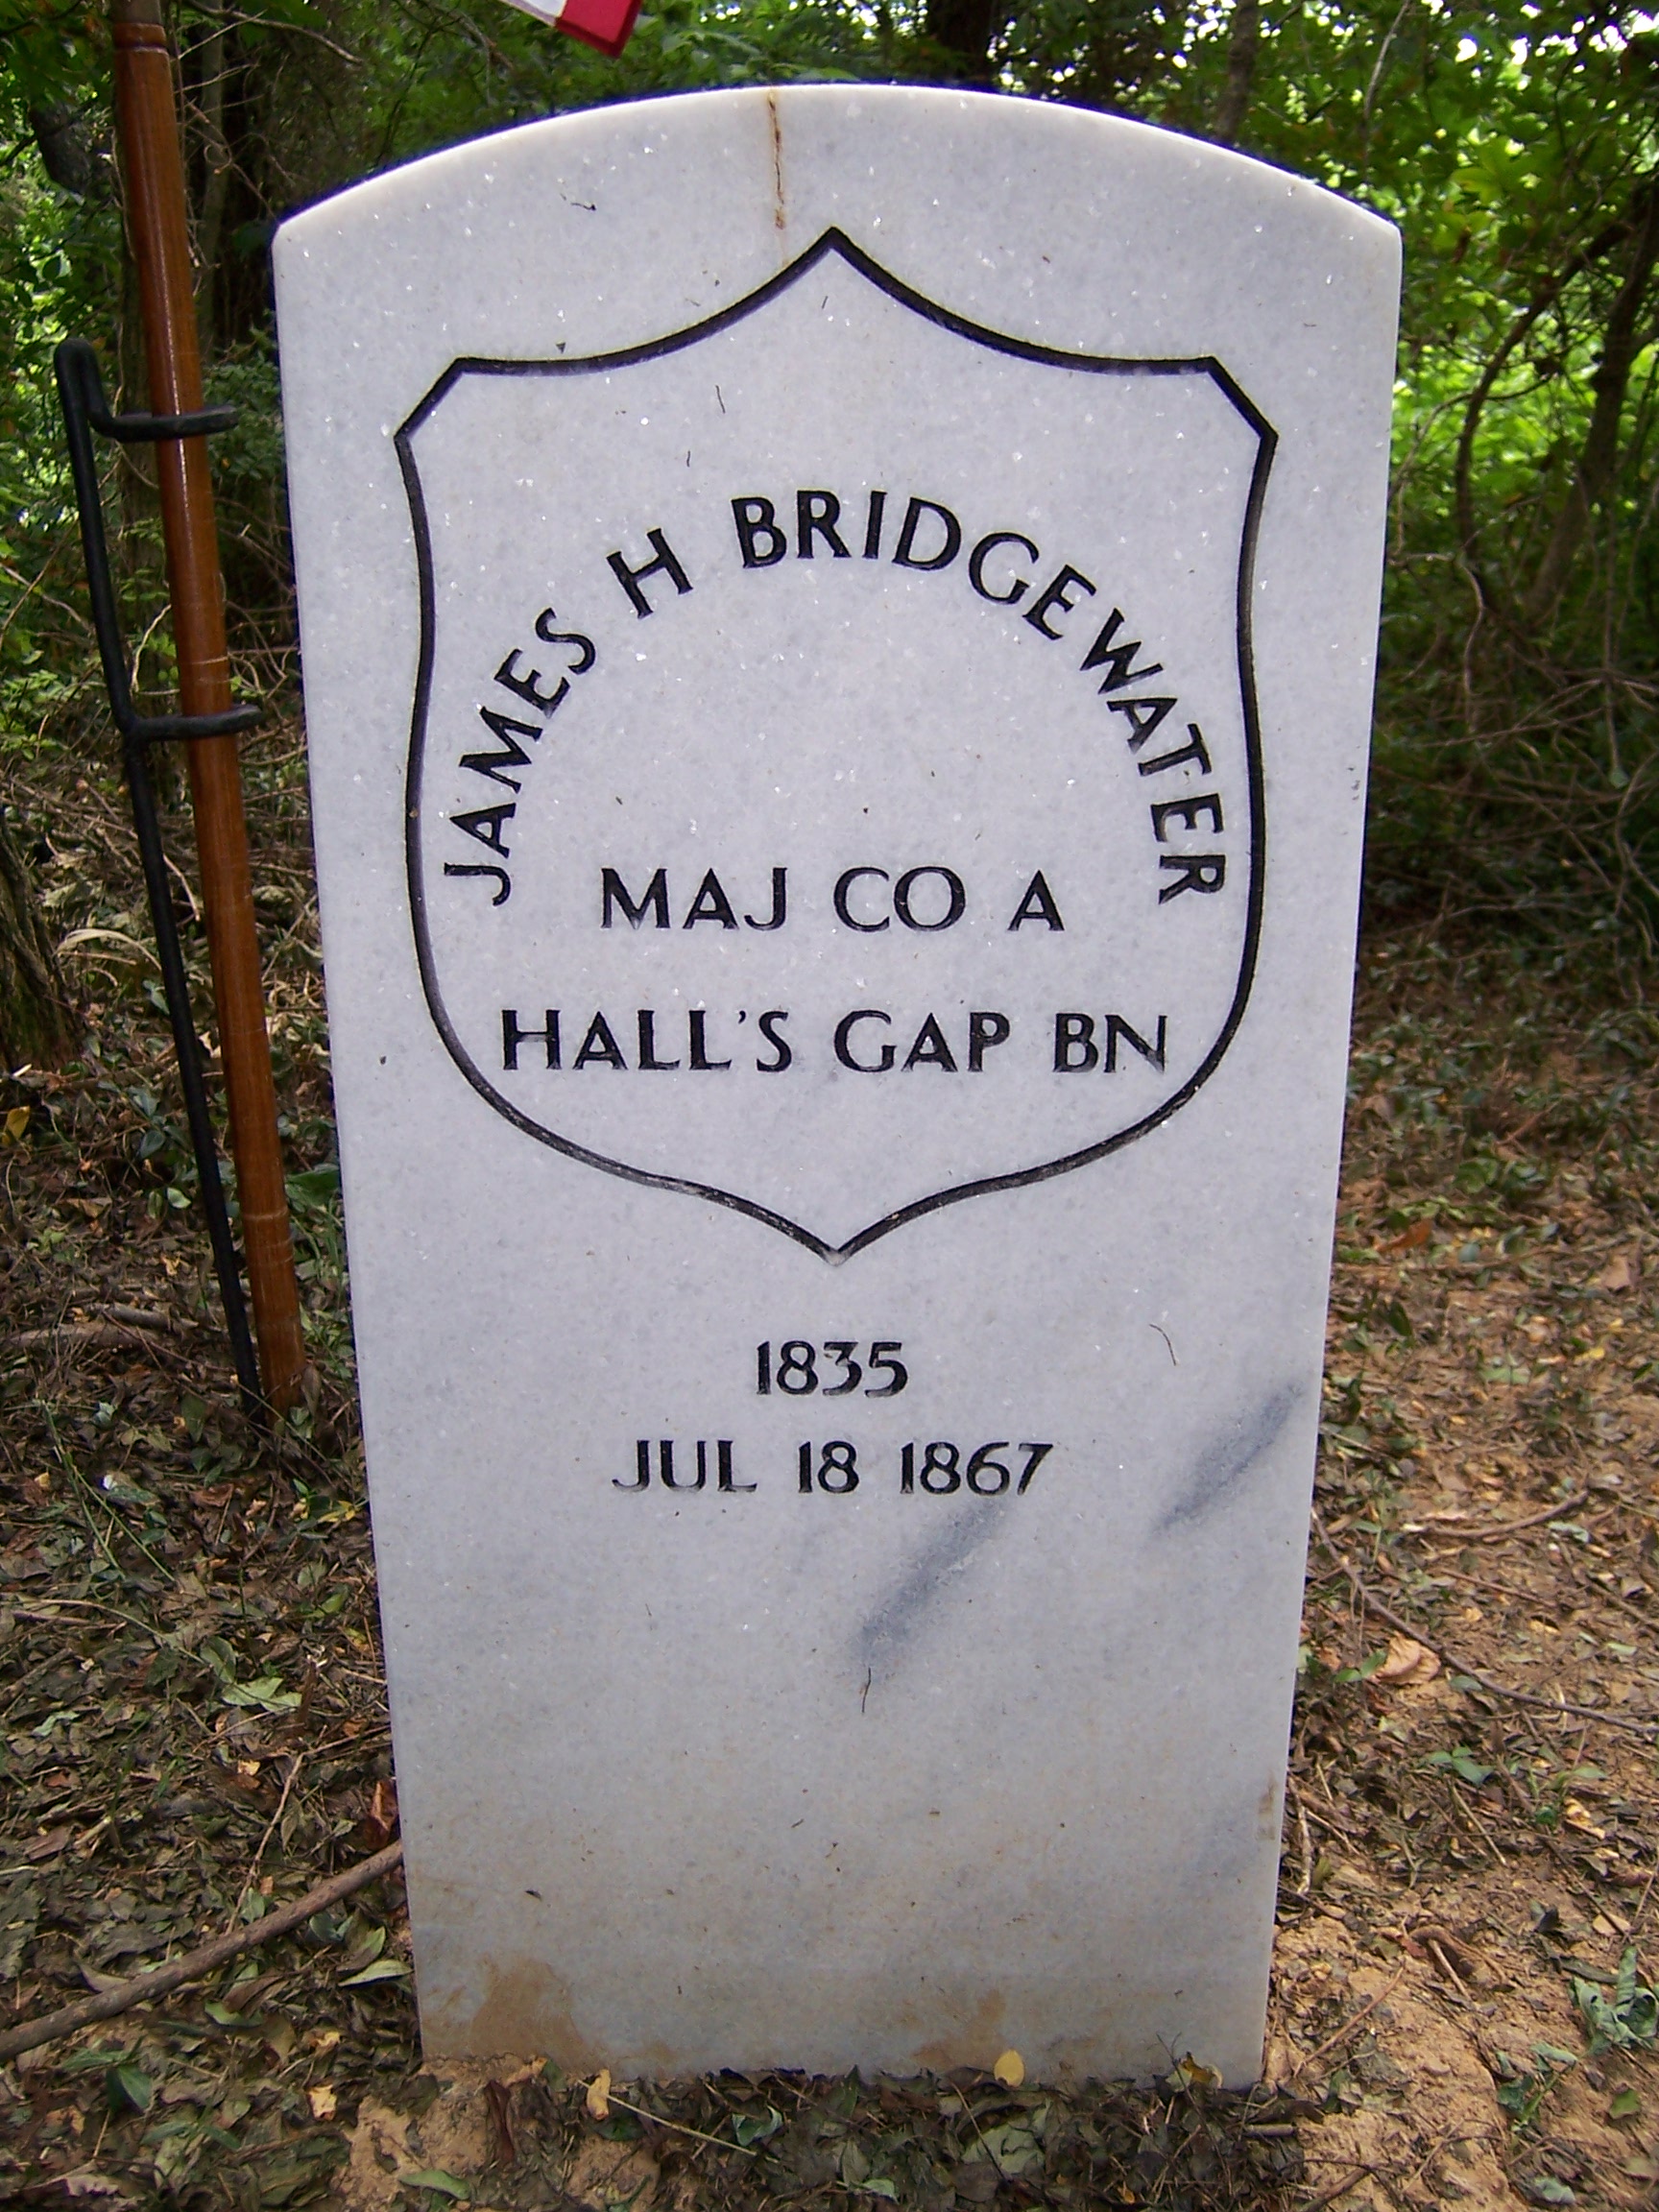 JAMES H BRIDGEWATER
MAJ CO A
HALL'S GAP BN
1835
JUL 18 1867